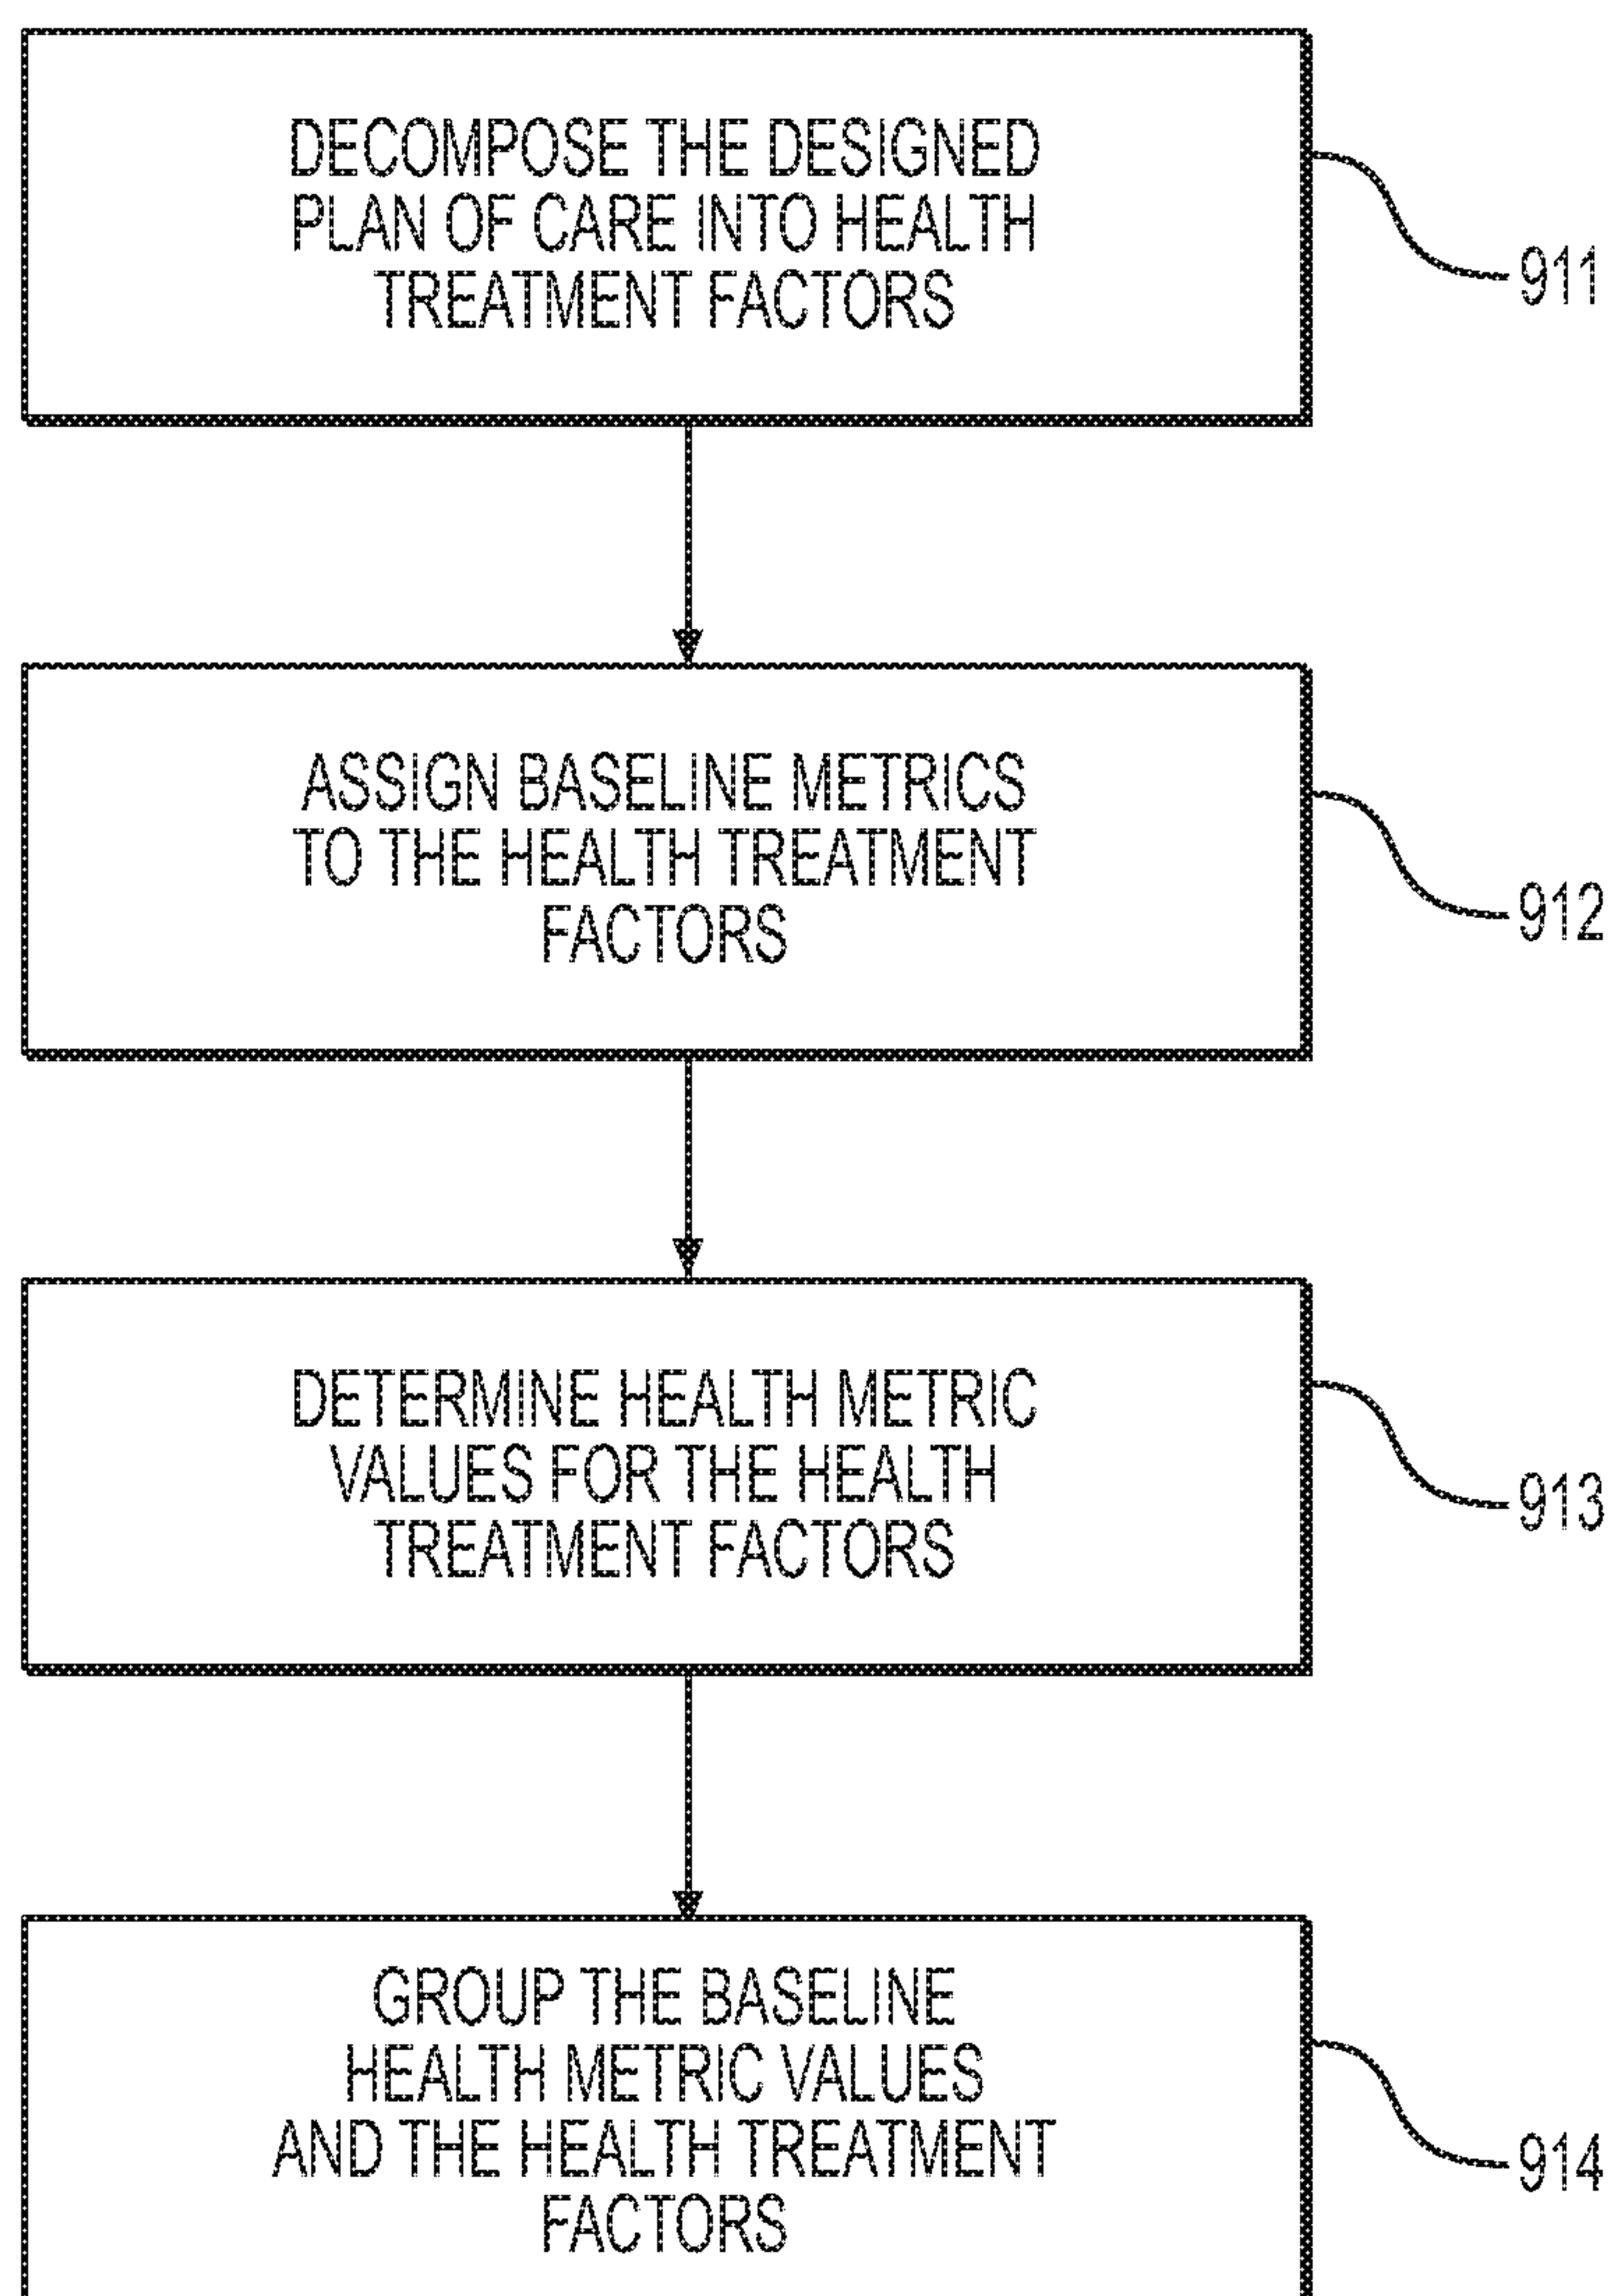 DECOMPOSE THE DESIGNED
PLAN OF CARE INTO HEALTH
TREATMENT FACTORS
911
ASSIGN BASELINE METRICS
TO THE HEALTH TREATMENT
FACTORS
912
DETERMINE HEALTH METRIC
VALUES FOR THE HEALTH
TREATMENT FACTORS
913
GROUP THE BASELINE
HEALTH METRIC VALUES
AND THE HEALTH TREATMENT
FACTORS
914